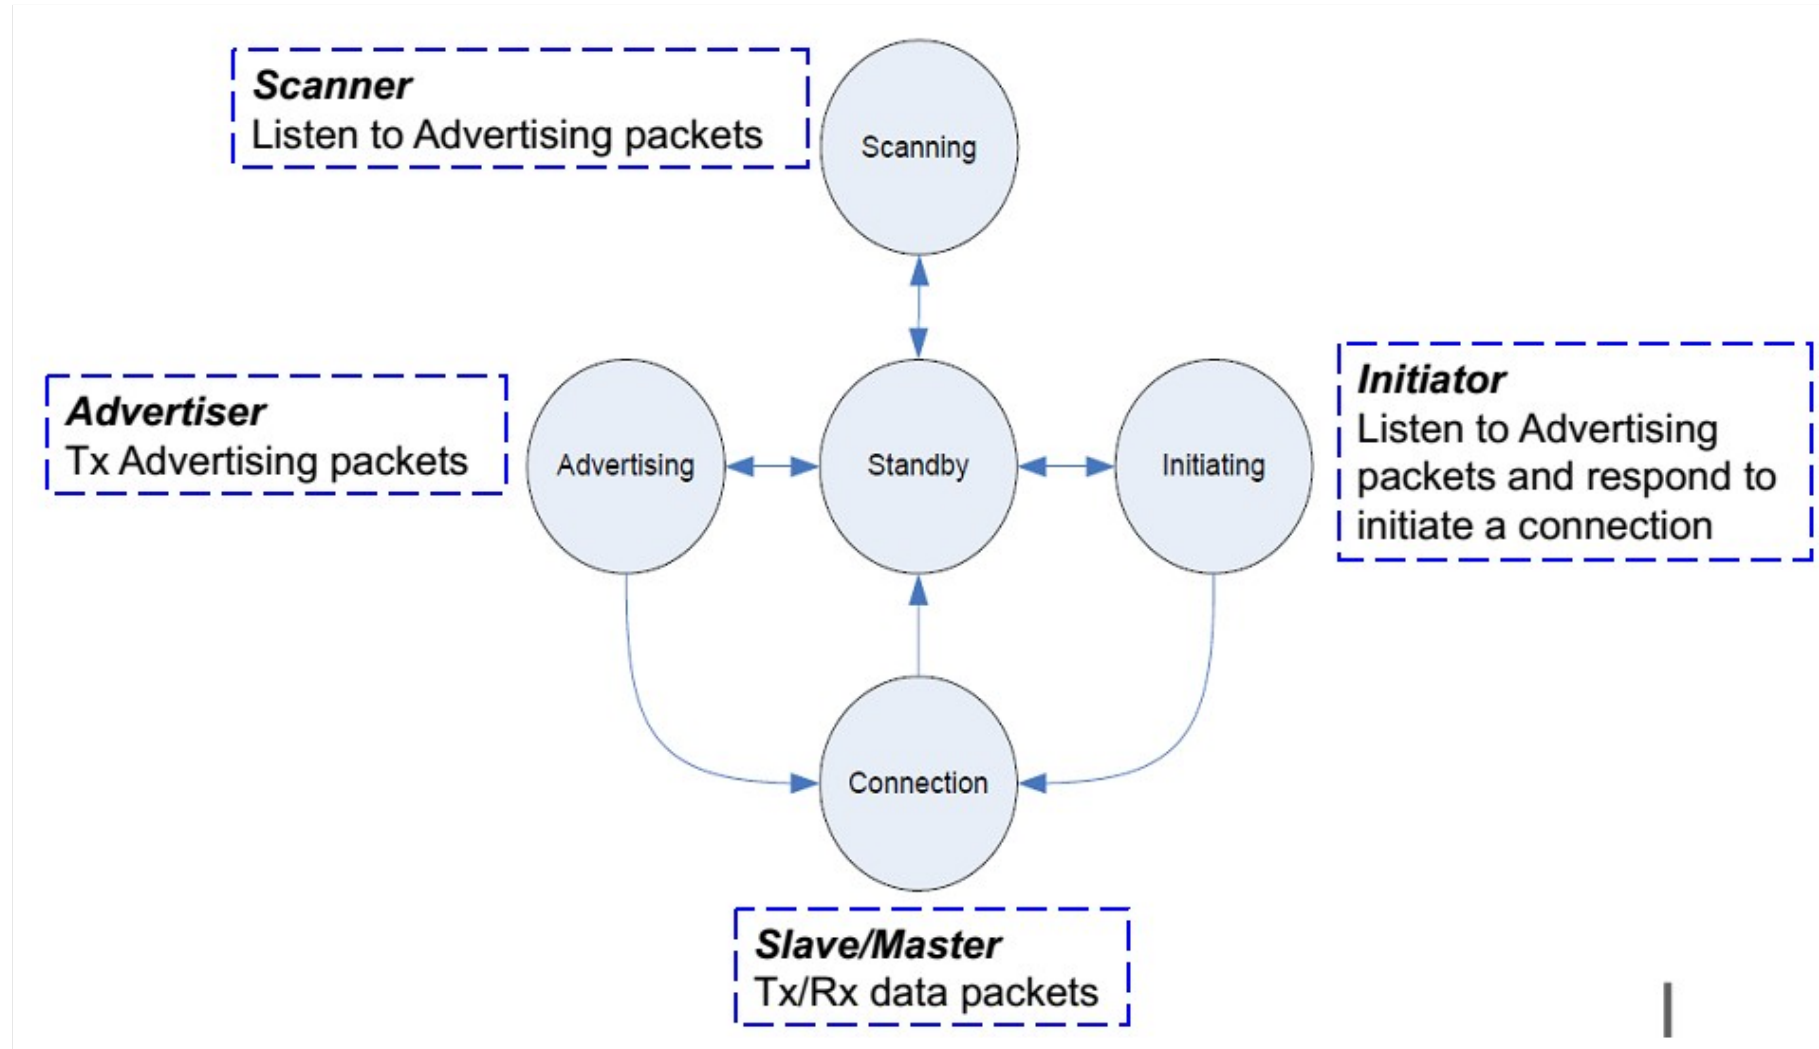 Scanner
Listen to Advertising packets
Scanning
Advertiser
Tx Advertising packets
Advertising
Standby
Initiating
Initiator
Listen to Advertising
packets and respond to
initiate a connection
Connection
Slave/Master
Tx/Rx data packets